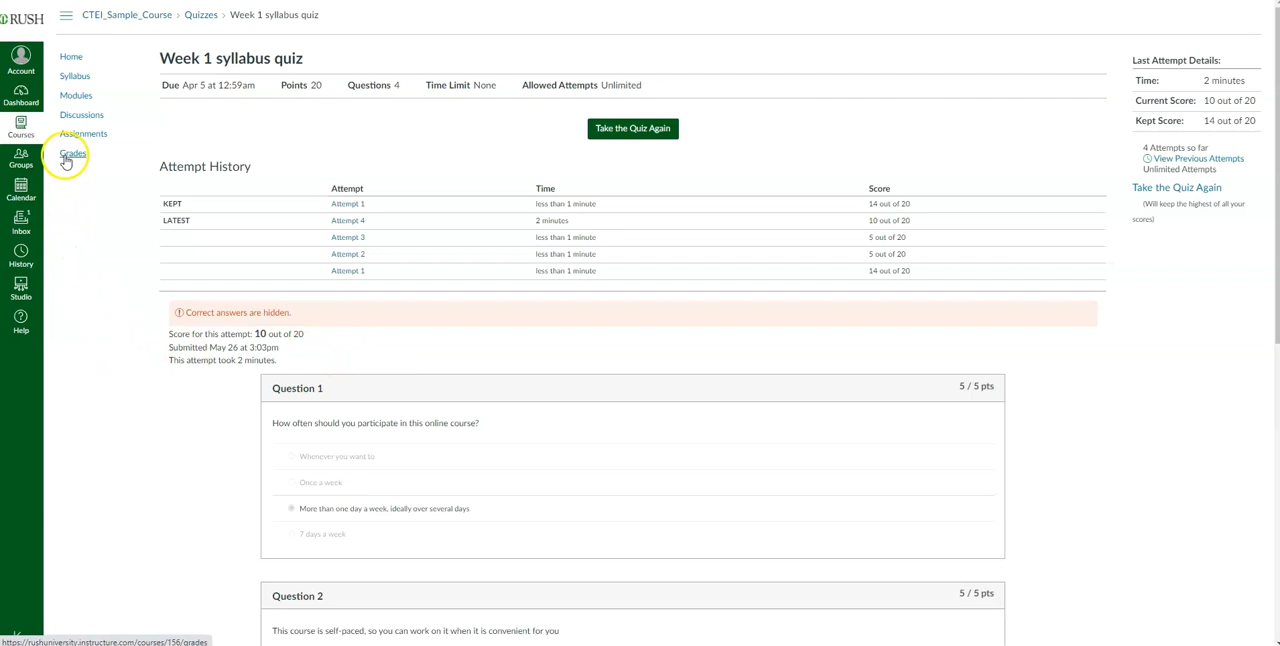 RUSH
CTEI_Sample_Course › Quizzes › Week 1 syllabus quiz
Account
Dashboard
Courses
Groups
Calendar
1
Inbox
History
Studio
Help
Home
Syllabus
Modules
Discussions
Assignments
Grades
Week 1 syllabus quiz
Due Apr 5 at 12:59am Points 20 Questions 4 Time Limit None Allowed Attempts Unlimited
Take the Quiz Again
Attempt History
Attempt Time Score
KEPT Attempt 1 less than 1 minute 14 out of 20
LATEST Attempt 4 2 minutes 10 out of 20
Attempt 3 less than 1 minute 5 out of 20
Attempt 2 less than 1 minute 5 out of 20
Attempt 1 less than 1 minute 14 out of 20
Correct answers are hidden.
Score for this attempt: 10 out of 20
Submitted May 26 at 3:03pm
This attempt took 2 minutes.
Question 1 5 / 5 pts
How often should you participate in this online course?
Whenever you want to
Once a week
More than one day a week, ideally over several days
7 days a week
Question 2 5 / 5 pts
This course is self-paced, so you can work on it when it is convenient for you
Last Attempt Details:
Time: 2 minutes
Current Score: 10 out of 20
Kept Score: 14 out of 20
4 Attempts so far
View Previous Attempts
Unlimited Attempts
Take the Quiz Again
(Will keep the highest of all your
scores)
https://rushuniversity.instructure.com/courses/156/grades